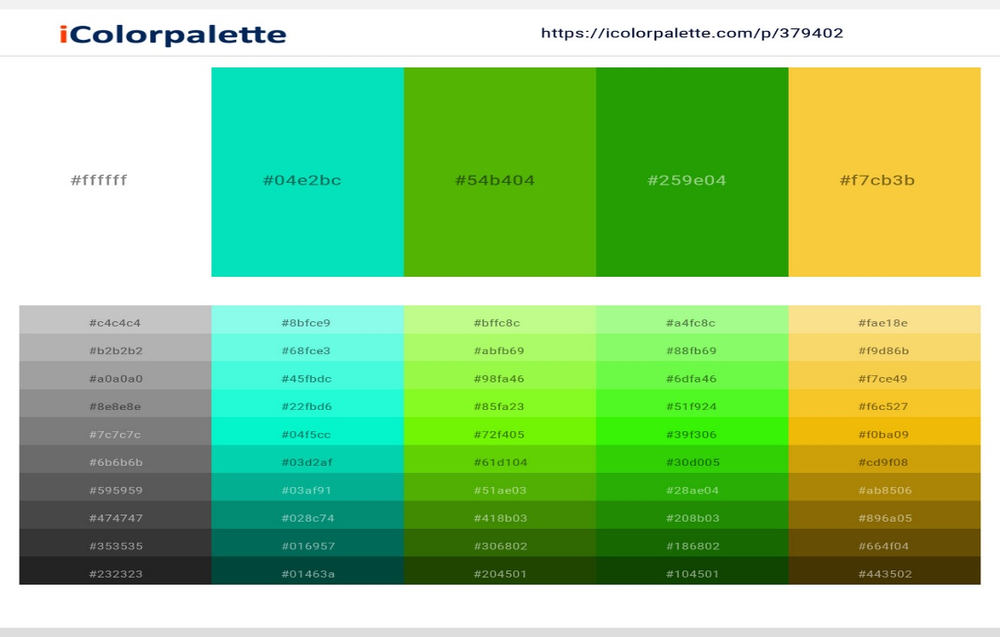 iColorpalette https://icolorpalette.com/p/379402
#ffffff #04e2bc #54b404 #259e04 #f7cb3b
#c4c4c4 #8bfce9 #bffc8c #a4fc8c #fae18e
#b2b2b2 #68fce3 #abfb69 #88fb69 #f9d86b
#a0a0a0 #45fbdc #98fa46 #6dfa46 #f7ce49
#8e8e8e #22fbd6 #85fa23 #51f924 #f6c527
#7c7c7c #04f5cc #72f405 #39f306 #f0ba09
#6b6b6b #03d2af #61d104 #30d005 #cd9f08
#595959 #03af91 #51ae03 #28ae04 #ab8506
#474747 #028c74 #418b03 #208b03 #896a05
#353535 #016957 #306802 #186802 #664f04
#232323 #01463a #204501 #104501 #443502